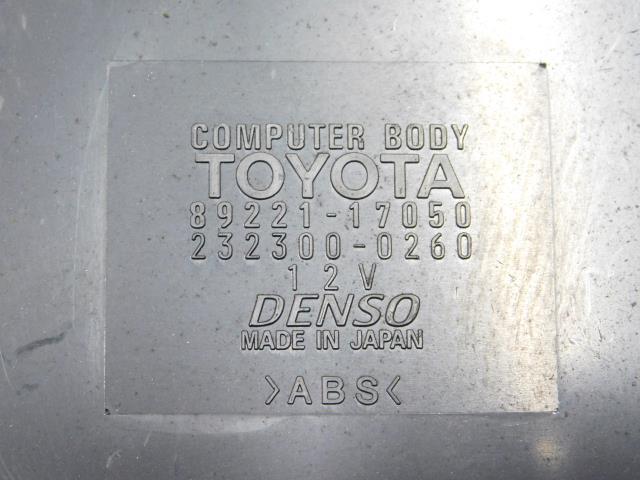 COMPUTER BODY
TOYOTA
89221-17050
232300-0260
12V
DENSO
MADE IN JAPAN
>ABS<